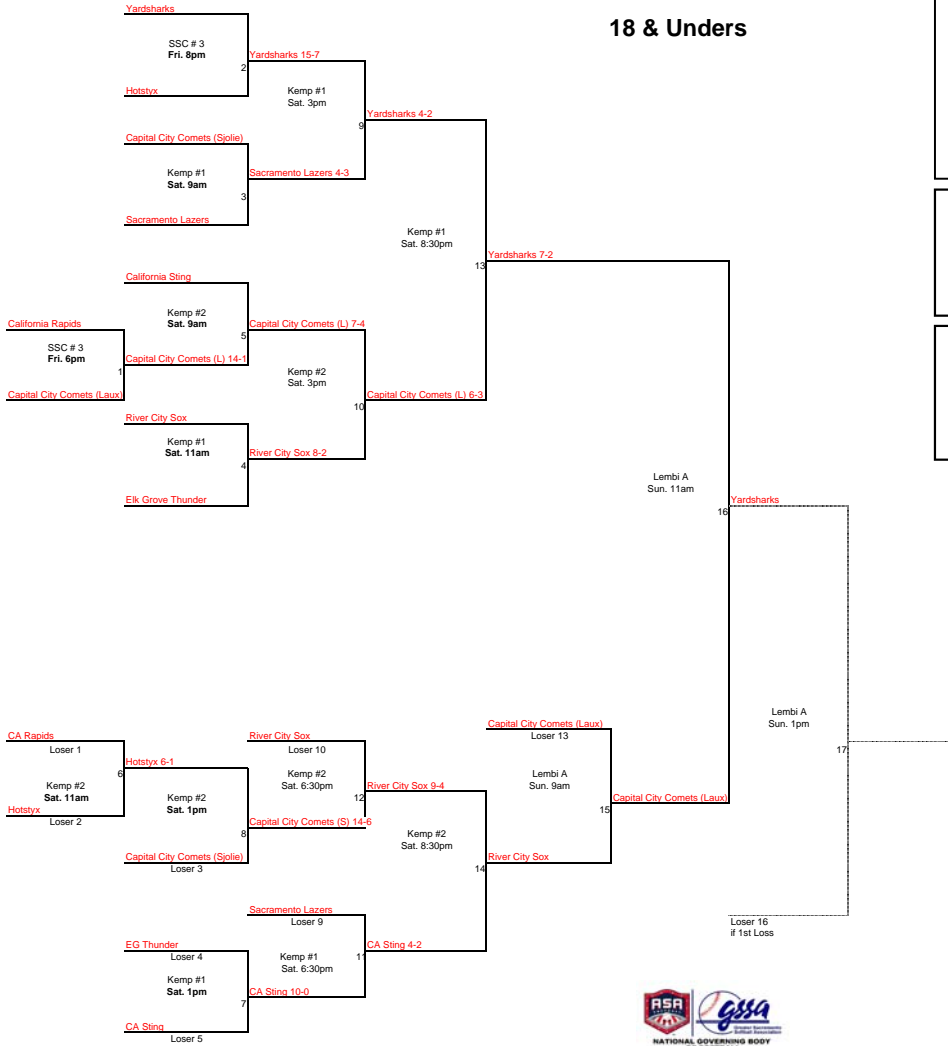 18 & Unders
Yardsharks
SSC # 3
Fri. 8pm
2
Yardsharks 15-7
Hotstyx
Kemp #1
Sat. 3pm
9
Yardsharks 4-2
Capital City Comets (Sjolie)
Kemp #1
Sat. 9am
3
Sacramento Lazers 4-3
Sacramento Lazers
Kemp #1
Sat. 8:30pm
13
Yardsharks 7-2
California Sting
Kemp #2
Sat. 9am
5
Capital City Comets (L) 7-4
California Rapids
SSC # 3
Fri. 6pm
1
Capital City Comets (L) 14-1
Capital City Comets (Laux)
Kemp #2
Sat. 3pm
10
Capital City Comets (L) 6-3
River City Sox
Kemp #1
Sat. 11am
4
River City Sox 8-2
Elk Grove Thunder
Lembi A
Sun. 11am
16
Yardsharks
Lembi A
Sun. 1pm
17
CA Rapids
Loser 1
6
Hotstyx 6-1
Kemp #2
Sat. 11am
Hotstyx
Loser 2
Kemp #2
Sat. 1pm
8
Capital City Comets (S) 14-6
Capital City Comets (Sjolie)
Loser 3
River City Sox
Loser 10
Kemp #2
Sat. 6:30pm
12
River City Sox 9-4
Capital City Comets (Laux)
Loser 13
Lembi A
Sun. 9am
15
Capital City Comets (Laux)
Kemp #2
Sat. 8:30pm
14
River City Sox
Sacramento Lazers
Loser 9
Kemp #1
Sat. 6:30pm
11
CA Sting 4-2
EG Thunder
Loser 4
Kemp #1
Sat. 1pm
7
CA Sting 10-0
CA Sting
Loser 5
Loser 16
if 1st Loss
ASA
gssa
Greater Sacramento
Softball Association
NATIONAL GOVERNING BODY